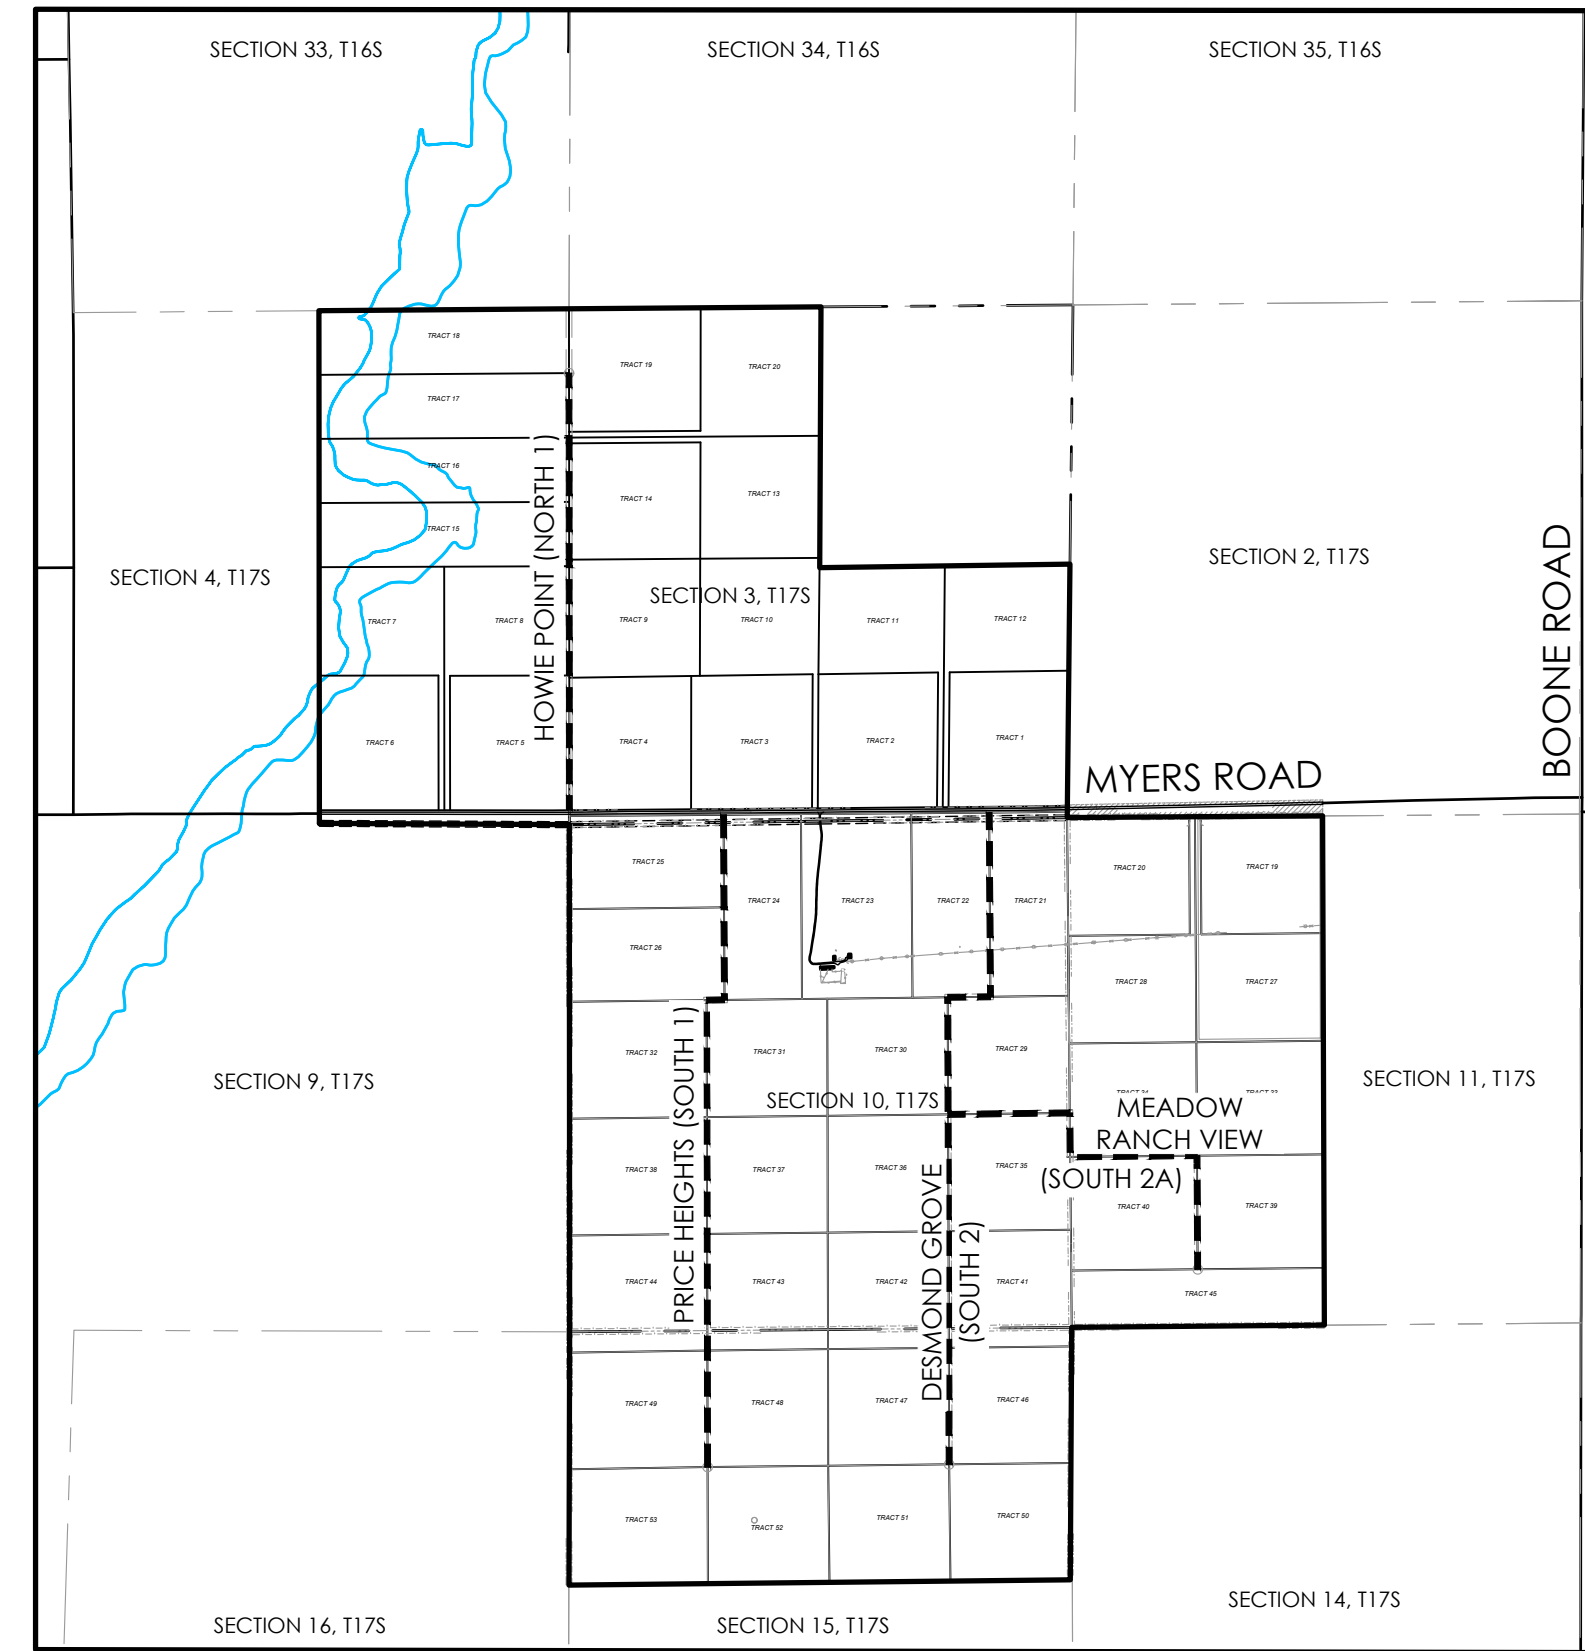 SECTION 33, T16S
SECTION 34, T16S
SECTION 35, T16S
TRACT 18
TRACT 19
TRACT 20
TRACT 17
TRACT 16
TRACT 14
TRACT 13
TRACT 15
HOWIE POINT (NORTH 1)
SECTION 4, T17S
SECTION 3, T17S
SECTION 2, T17S
BOONE ROAD
TRACT 7
TRACT 8
TRACT 9
TRACT 10
TRACT 11
TRACT 12
TRACT 6
TRACT 5
TRACT 4
TRACT 3
TRACT 2
TRACT 1
MYERS ROAD
TRACT 25
TRACT 24
TRACT 23
TRACT 22
TRACT 21
TRACT 20
TRACT 19
TRACT 26
TRACT 28
TRACT 27
TRACT 32
TRACT 31
TRACT 30
TRACT 29
SECTION 9, T17S
SECTION 10, T17S
SECTION 11, T17S
PRICE HEIGHTS (SOUTH 1)
MEADOW
RANCH VIEW
(SOUTH 2A)
TRACT 38
TRACT 37
TRACT 36
TRACT 35
TRACT 40
TRACT 39
DESMOND GROVE
(SOUTH 2)
TRACT 44
TRACT 43
TRACT 42
TRACT 41
TRACT 45
TRACT 49
TRACT 48
TRACT 47
TRACT 46
TRACT 53
TRACT 52
TRACT 51
TRACT 50
SECTION 16, T17S
SECTION 15, T17S
SECTION 14, T17S